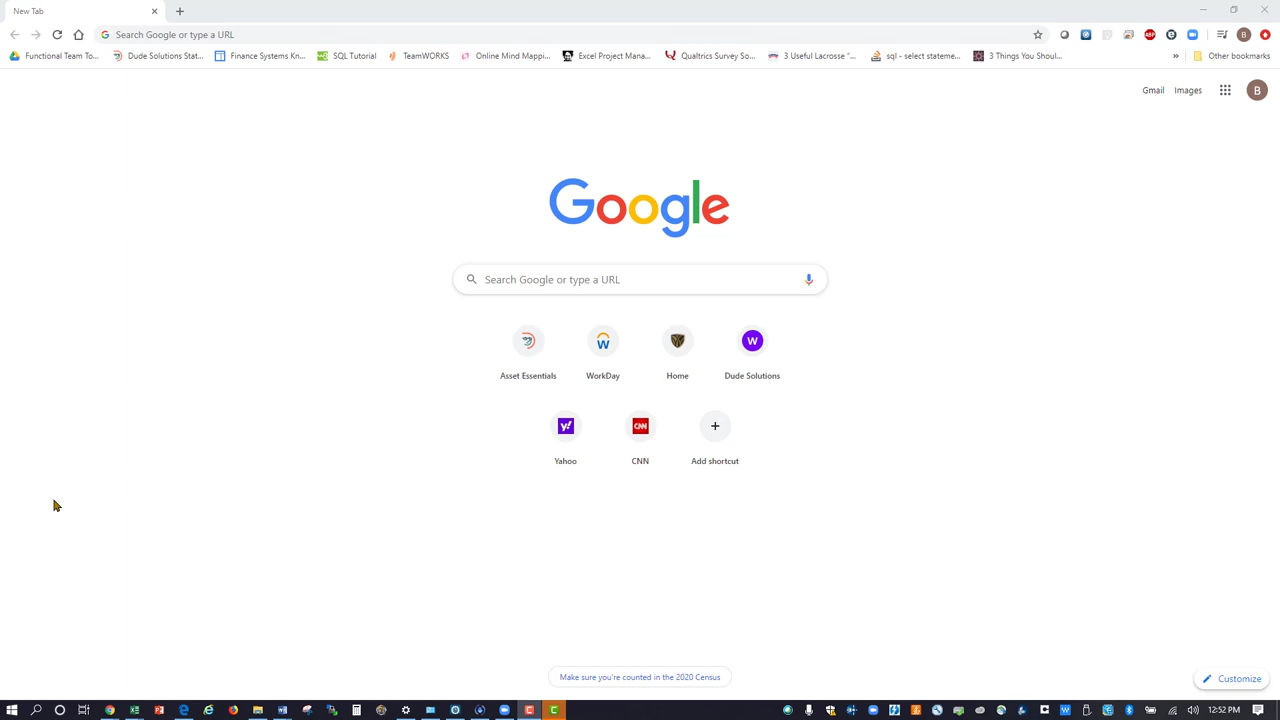 New Tab
Search Google or type a URL
B
Functional Team To...
Dude Solutions Stat...
Finance Systems Kn...
SQL Tutorial
TeamWORKS
Online Mind Mappi...
Excel Project Mana...
Qualtrics Survey So...
3 Useful Lacrosse "...
sql - select stateme...
3 Things You Shoul...
»
Other bookmarks
Gmail Images B
Google
Search Google or type a URL
Asset Essentials
WorkDay
Home
Dude Solutions
Yahoo
CNN
Add shortcut
Make sure you're counted in the 2020 Census
Customize
12:52 PM